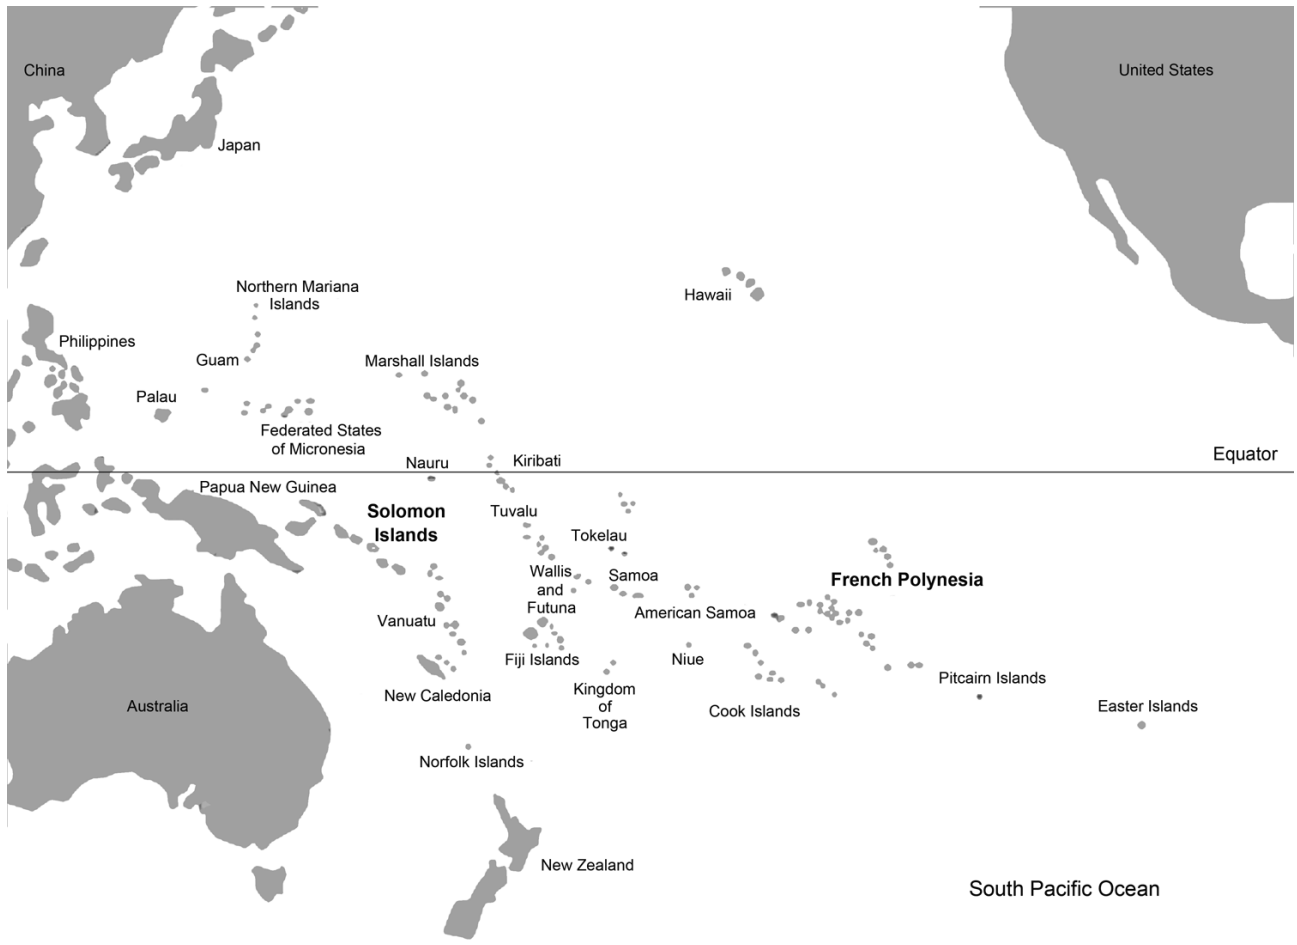 China
United States
Japan
Northern Mariana
Islands
Hawaii
Philippines
Guam
Marshall Islands
Palau
Federated States
of Micronesia
Equator
Nauru
Kiribati
Papua New Guinea
Solomon
Islands
Tuvalu
Tokelau
Wallis
and
Futuna
Samoa
French Polynesia
American Samoa
Vanuatu
Fiji Islands
Niue
New Caledonia
Kingdom
of
Tonga
Pitcairn Islands
Cook Islands
Easter Islands
Australia
Norfolk Islands
New Zealand
South Pacific Ocean